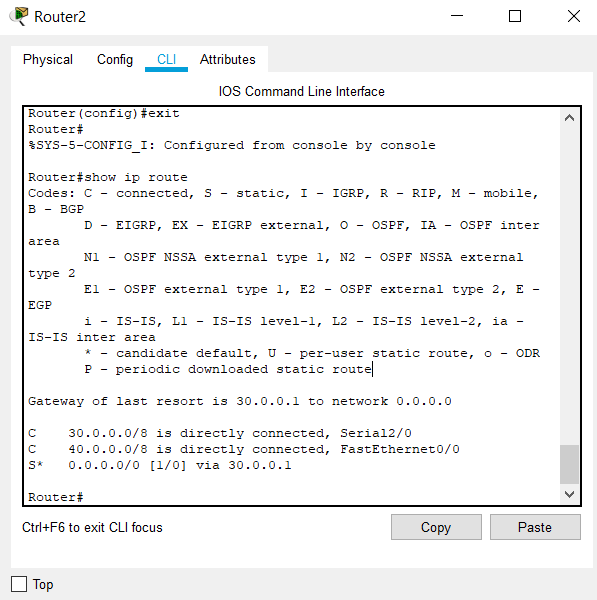 Router2
Physical Config CLI Attributes
IOS Command Line Interface
Router(config)#exit
Router#
%SYS-5-CONFIG_I: Configured from console by console
Router#show ip route
Codes: C - connected, S - static, I - IGRP, R - RIP, M - mobile,
B - BGP
D - EIGRP, EX - EIGRP external, O - OSPF, IA - OSPF inter
area
N1 - OSPF NSSA external type 1, N2 - OSPF NSSA external
type 2
E1 - OSPF external type 1, E2 - OSPF external type 2, E -
EGP
i - IS-IS, L1 - IS-IS level-1, L2 - IS-IS level-2, ia -
IS-IS inter area
* - candidate default, U - per-user static route, o - ODR
P - periodic downloaded static route
Gateway of last resort is 30.0.0.1 to network 0.0.0.0
C 30.0.0.0/8 is directly connected, Serial2/0
C 40.0.0.0/8 is directly connected, FastEthernet0/0
S* 0.0.0.0/0 [1/0] via 30.0.0.1
Router#
Ctrl+F6 to exit CLI focus Copy Paste
Top